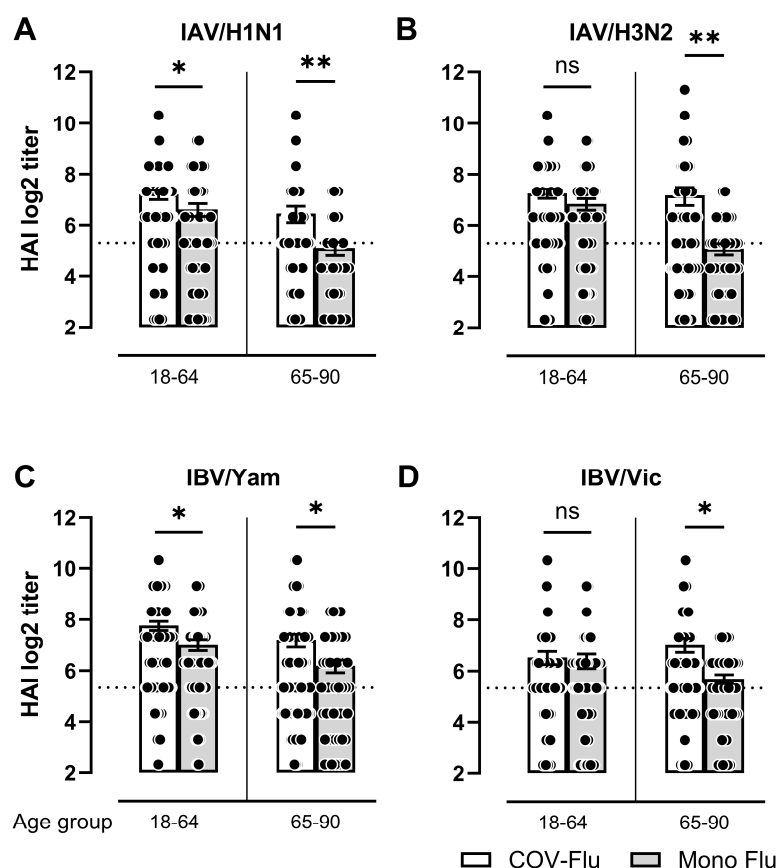 A IAV/H1N1
B IAV/H3N2
* **
ns **
HAI log2 titer
12
10
8
6
4
2
12
10
8
6
4
2
18-64 65-90
18-64 65-90
C IBV/Yam
D IBV/Vic
* *
ns *
HAI log2 titer
12
10
8
6
4
2
12
10
8
6
4
2
Age group 18-64 65-90
18-64 65-90
COV-Flu Mono Flu